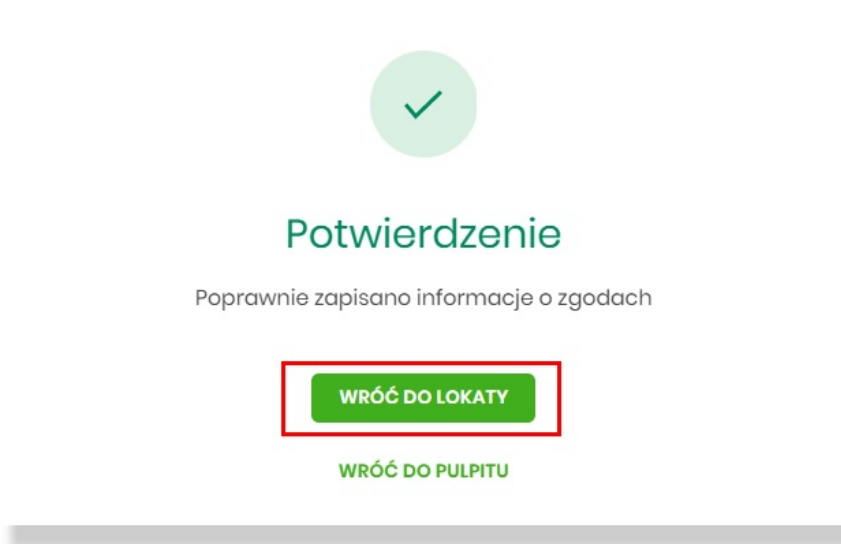 Potwierdzenie
Poprawnie zapisano informacje o zgodach
WRÓĆ DO LOKATY
WRÓĆ DO PULPITU